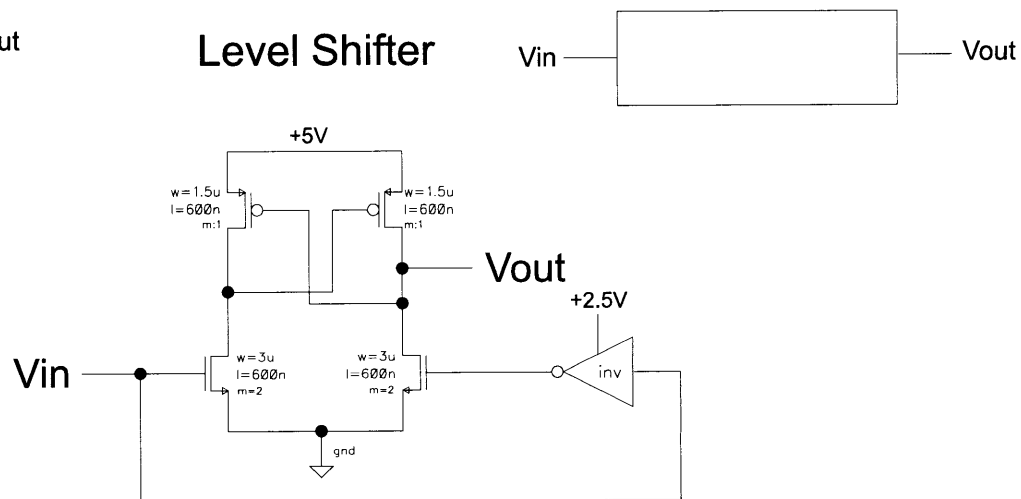 ut
Level Shifter
Vin
Vout
+5V
w=1.5u
l=600n
m:1
w=1.5u
l=600n
m:1
Vout
+2.5V
Vin
w=3u
l=600n
m=2
w=3u
l=600n
m=2
inv
gnd